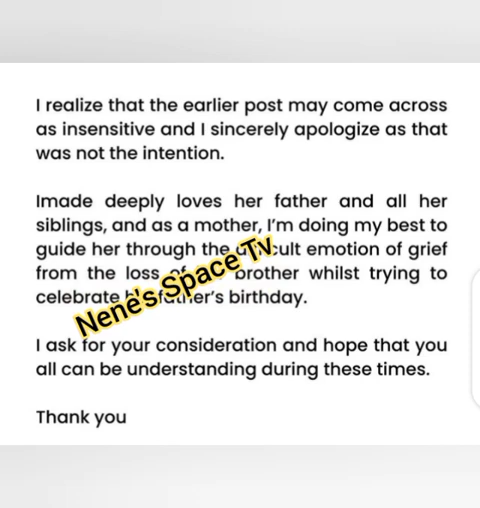 I realize that the earlier post may come across
as insensitive and I sincerely apologize as that
was not the intention.
Imade deeply loves her father and all her
siblings, and as a mother, I'm doing my best to
guide her through the difficult emotion of grief
from the loss of brother whilst trying to
celebrate father's birthday.
Nene's Space Tv
I ask for your consideration and hope that you
all can be understanding during these times.
Thank you